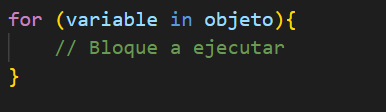 for (variable in objeto){
    // Bloque a ejecutar
}